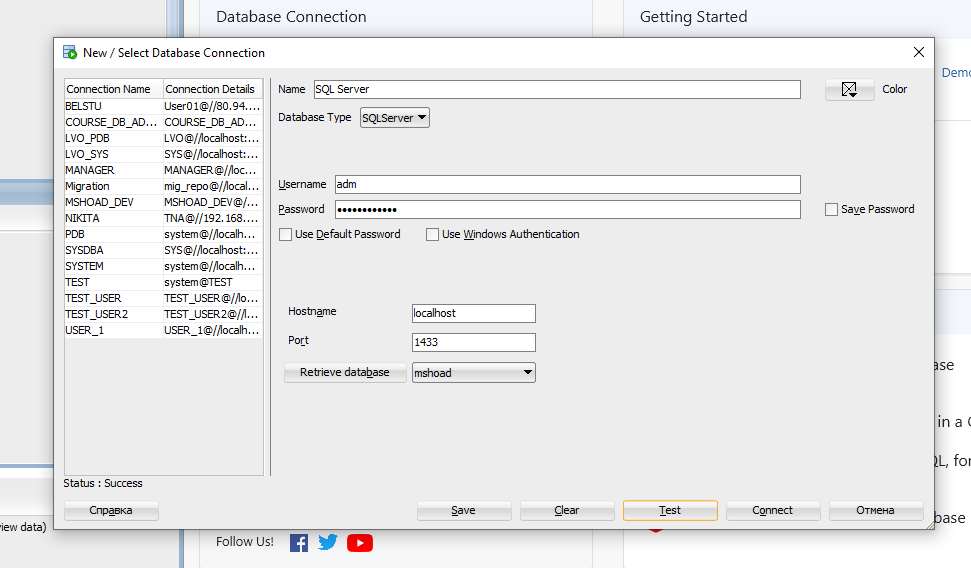 Database Connection
Getting Started
New / Select Database Connection
Demo
Connection Name Connection Details
BELSTU User01@//80.94....
COURSE_DB_AD... COURSE_DB_AD...
LVO_PDB LVO@//localhost:...
LVO_SYS SYS@//localhost:...
MANAGER MANAGER@//loc...
Migration mig_repo@//local...
MSHOAD_DEV MSHOAD_DEV@/...
NIKITA TNA@//192.168....
PDB system@//localh...
SYSDBA SYS@//localhost:...
SYSTEM system@//localh...
TEST system@TEST
TEST_USER TEST_USER@//lo...
TEST_USER2 TEST_USER2@//l...
USER_1 USER_1@//localh...
Name SQL Server Color
Database Type SQLServer
Username adm
Password •••••••••••• Save Password
Use Default Password Use Windows Authentication
Hostname localhost
Port 1433
Retrieve database mshoad
Status : Success
Справка Save Clear Test Connect Отмена
ase
in a
QL, for
base
view data)
Follow Us!